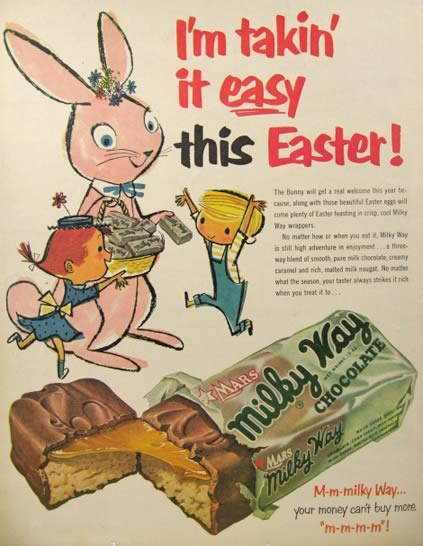 I'm takin'
it easy
this Easter!
The Bunny will get a real welcome this year be-
cause, along with those beautiful Easter eggs will
come plenty of Easter feasting in crisp, cool Milky
Way wrappers.
No matter how or when you eat it, Milky Way
is still high adventure in enjoyment . . . a three-
way blend of smooth, pure milk chocolate, creamy
caramel and rich, malted milk nougat. No matter
what the season, your taster always strikes it rich
when you treat it to . . .
MARS
Milky Way
CHOCOLATE
MARS
Milky Way
M-m-milky Way...
your money can't buy more
"m-m-m-m"!